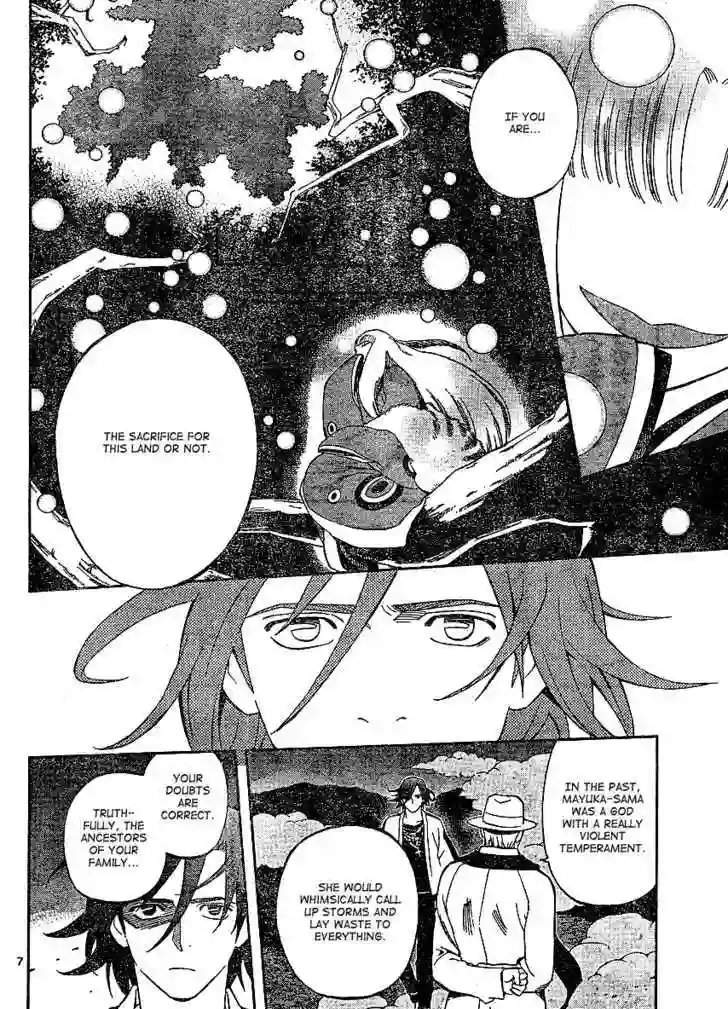 IF YOU
ARE...
THE SACRIFICE FOR
THIS LAND OR NOT.
IN THE PAST,
MAYUKA-SAMA
WAS A GOD
WITH A REALLY
VIOLENT
TEMPERAMENT.
SHE WOULD
WHIMSICALLY CALL
UP STORMS AND
LAY WASTE TO
EVERYTHING.
YOUR
DOUBTS
ARE
CORRECT.
TRUTH-
FULLY, THE
ANCESTORS
OF YOUR
FAMILY...
7